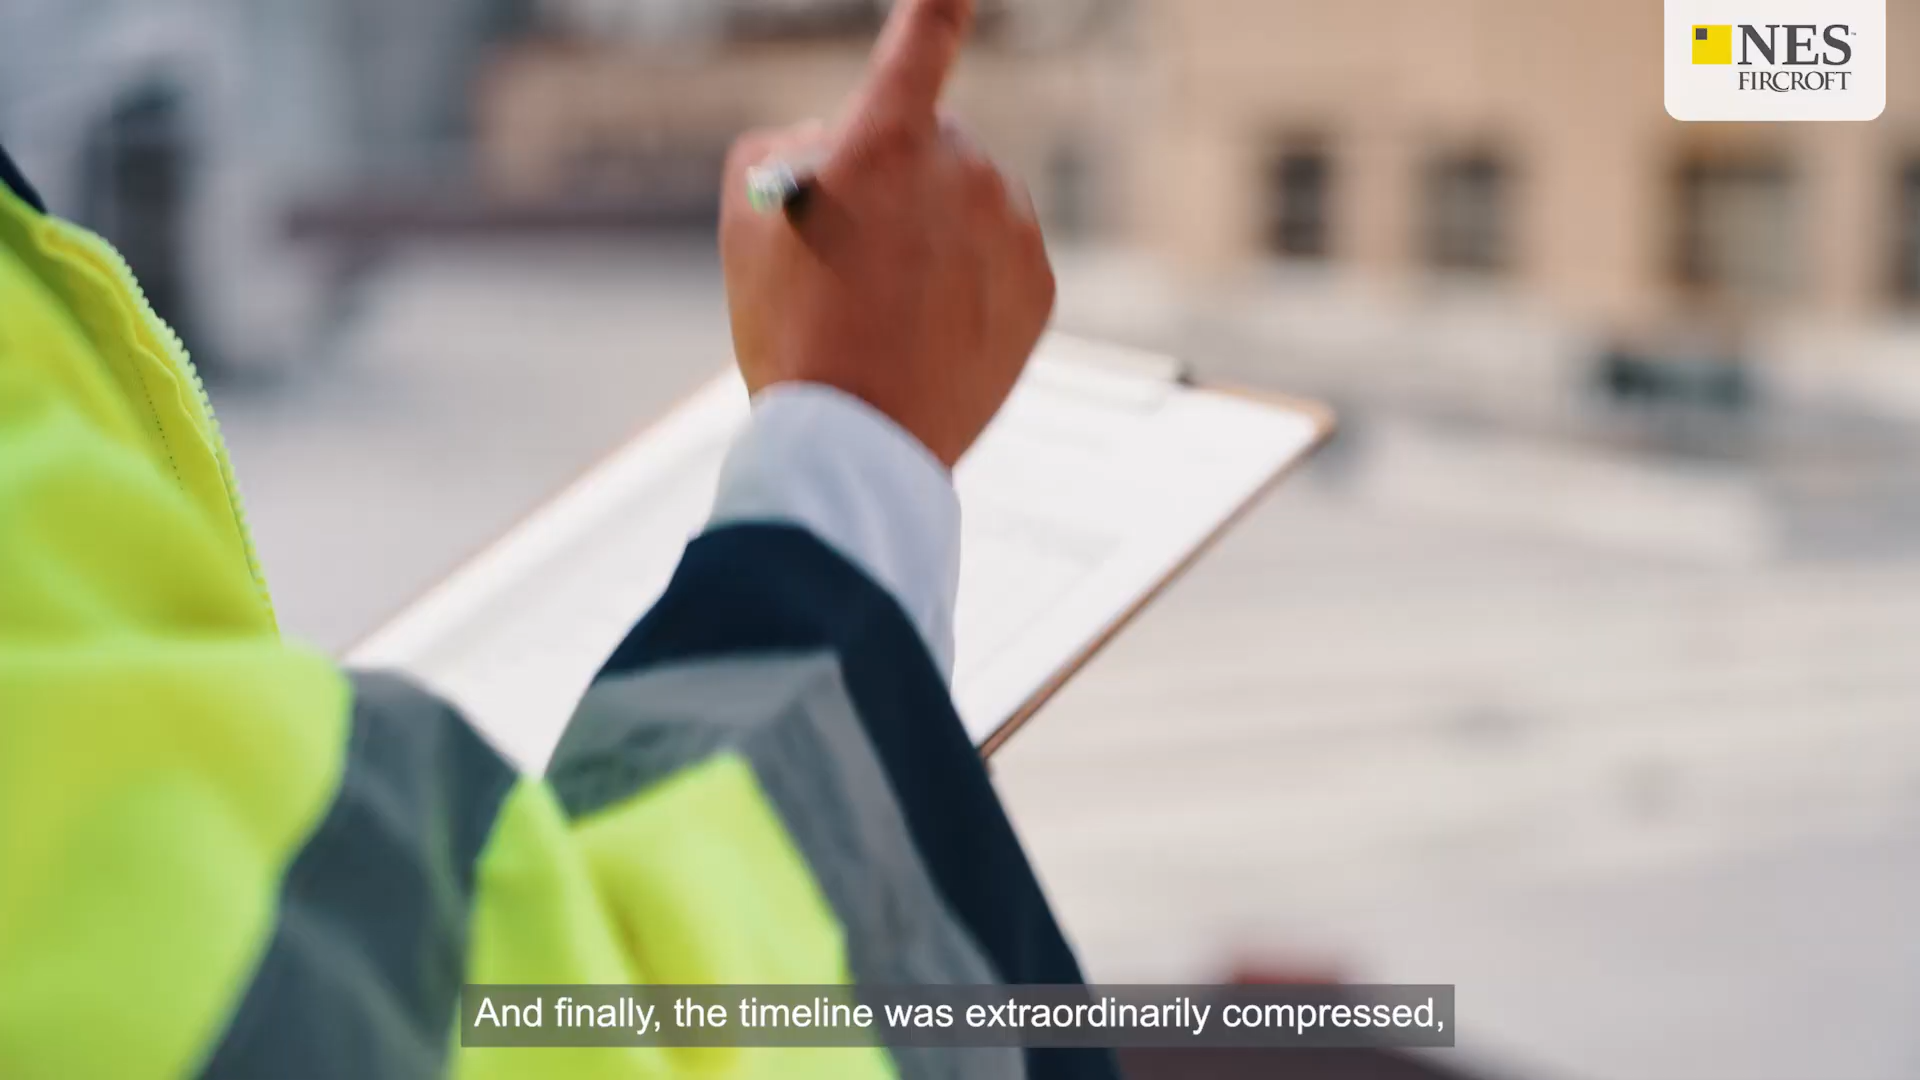 NES
FIRCROFT
And finally, the timeline was extraordinarily compressed,